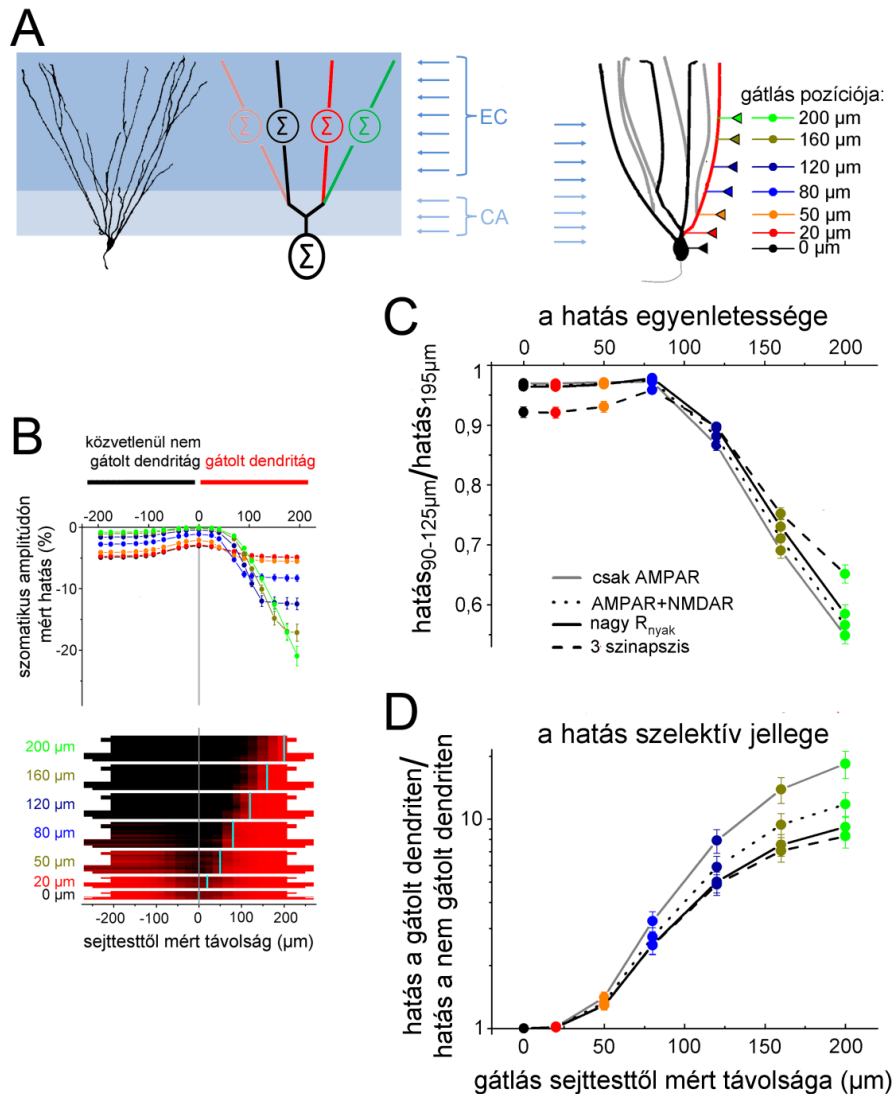 A
Σ
Σ
Σ
Σ
Σ
EC
CA
gátlás pozíciója:
200 µm
160 µm
120 µm
80 µm
50 µm
20 µm
0 µm
B
közvetlenül nem
gátolt dendritág
gátolt dendritág
-200 -100 0 100 200
0
-10
-20
szomatikus amplitúdón
mért hatás (%)
200 µm
160 µm
120 µm
80 µm
50 µm
20 µm
0 µm
-200 -100 0 100 200
sejttesttől mért távolság (µm)
C
a hatás egyenletessége
0 50 100 150 200
1
0,9
0,8
0,7
0,6
hatás90-125µm/hatás195µm
csak AMPAR
AMPAR+NMDAR
nagy Rnyak
3 szinapszis
D
a hatás szelektív jellege
10
1
hatás a gátolt dendriten/
hatás a nem gátolt dendriten
0 50 100 150 200
gátlás sejttesttől mért távolsága (µm)